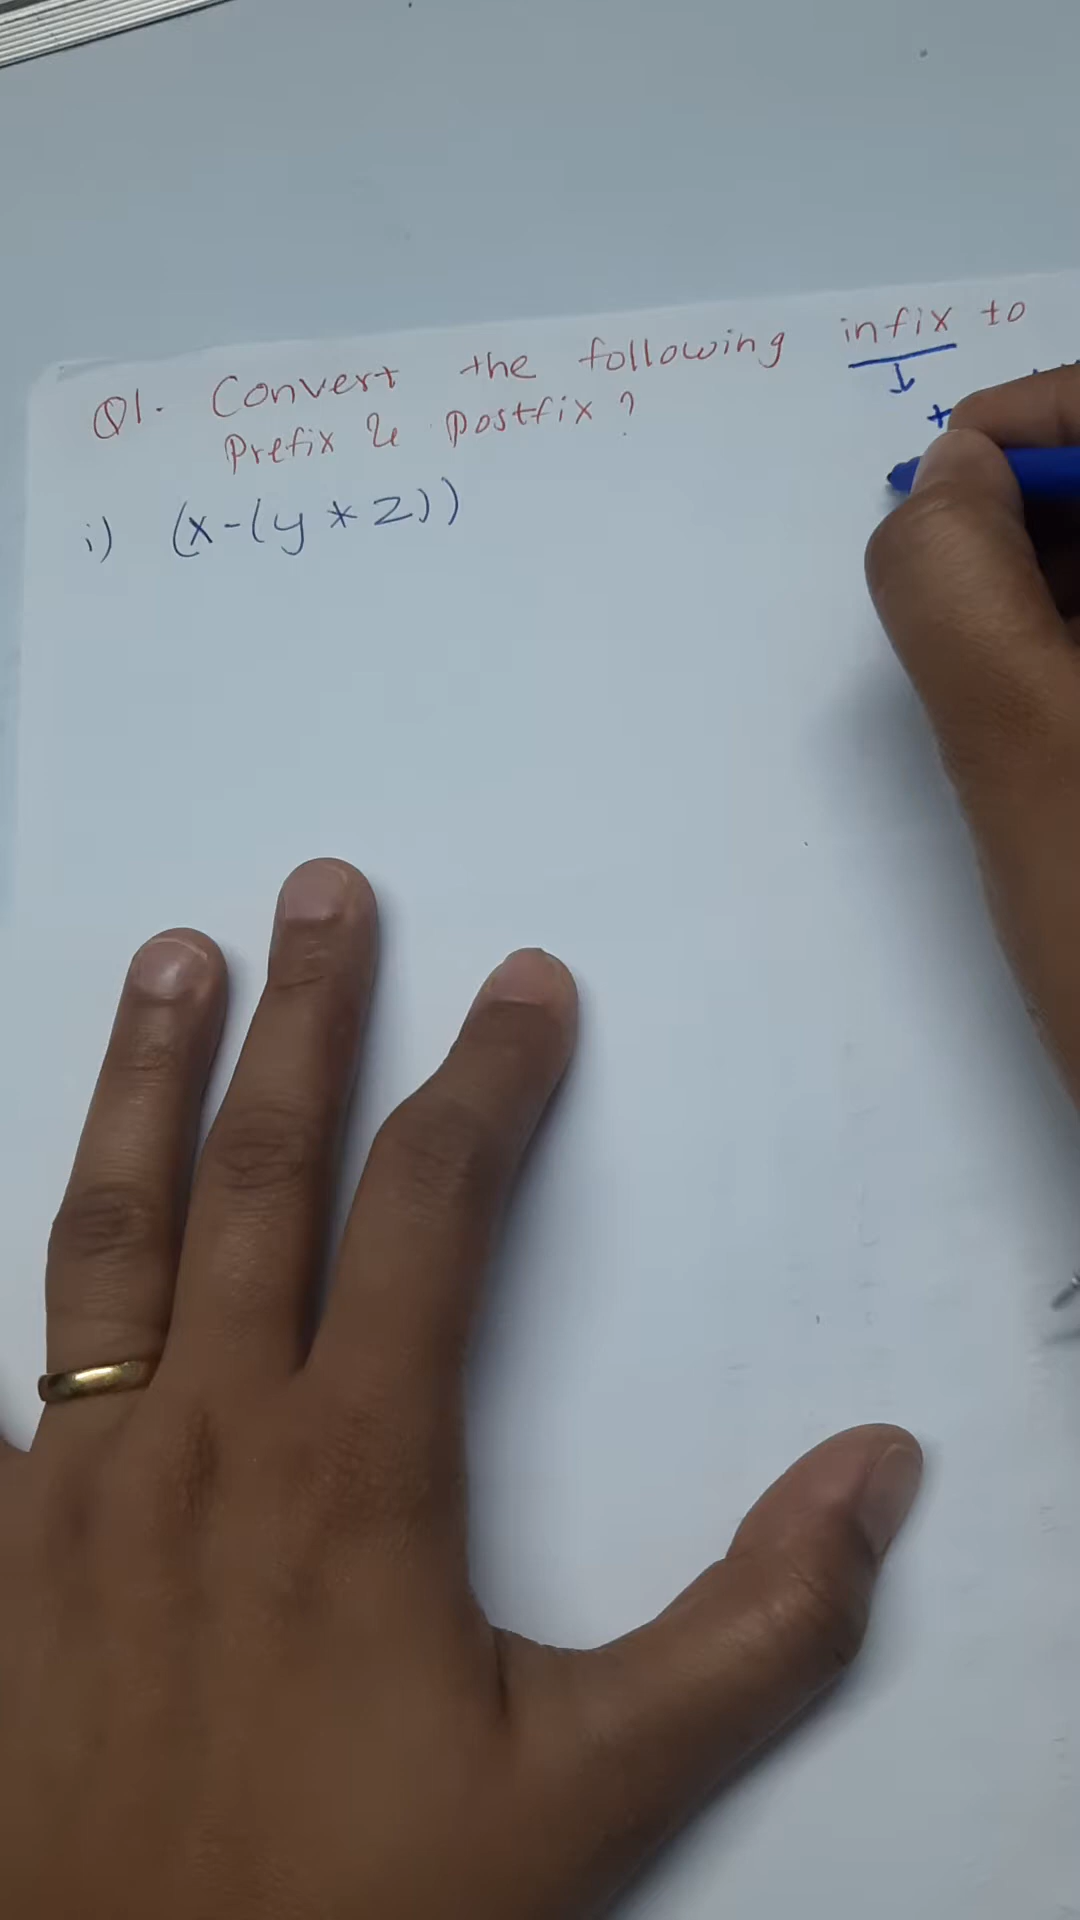 Q1. Convert the following infix to
Prefix & Postfix?
+
i) (x-(y*z))